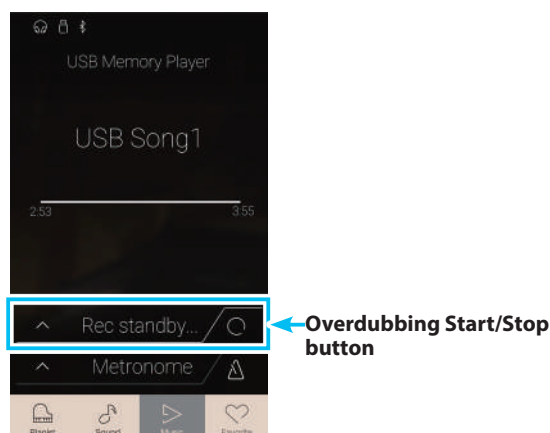 USB Memory Player
USB Song1
2:53 3:55
Rec standby...
Overdubbing Start/Stop
button
Metronome
Pianist Sound Music Favorite